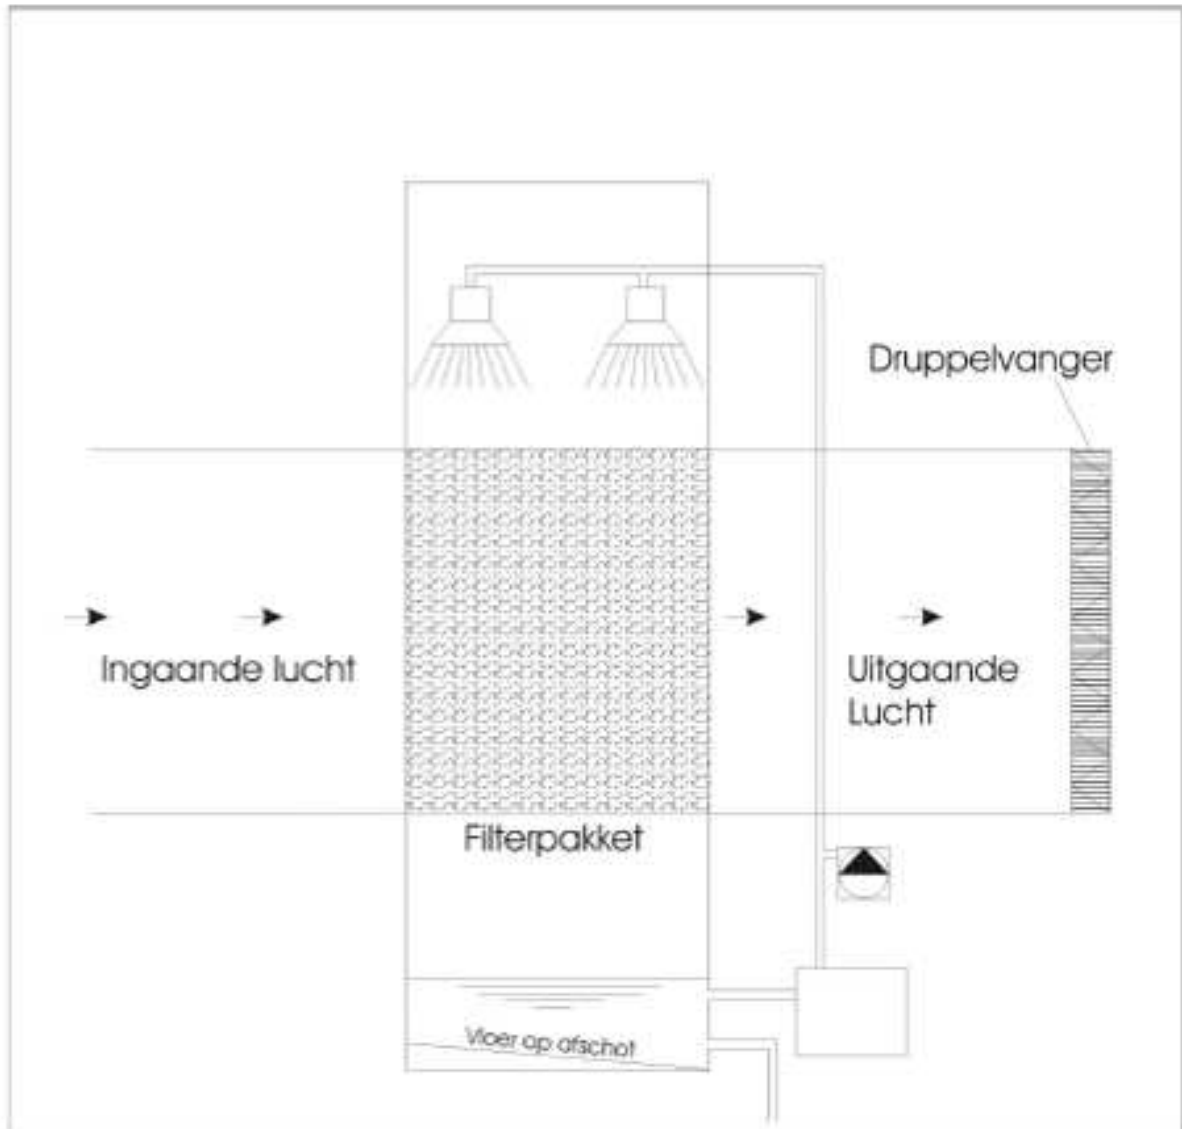 Druppelvanger
Ingaande lucht
Uitgaande
Lucht
Filterpakket
Vloer op afschot